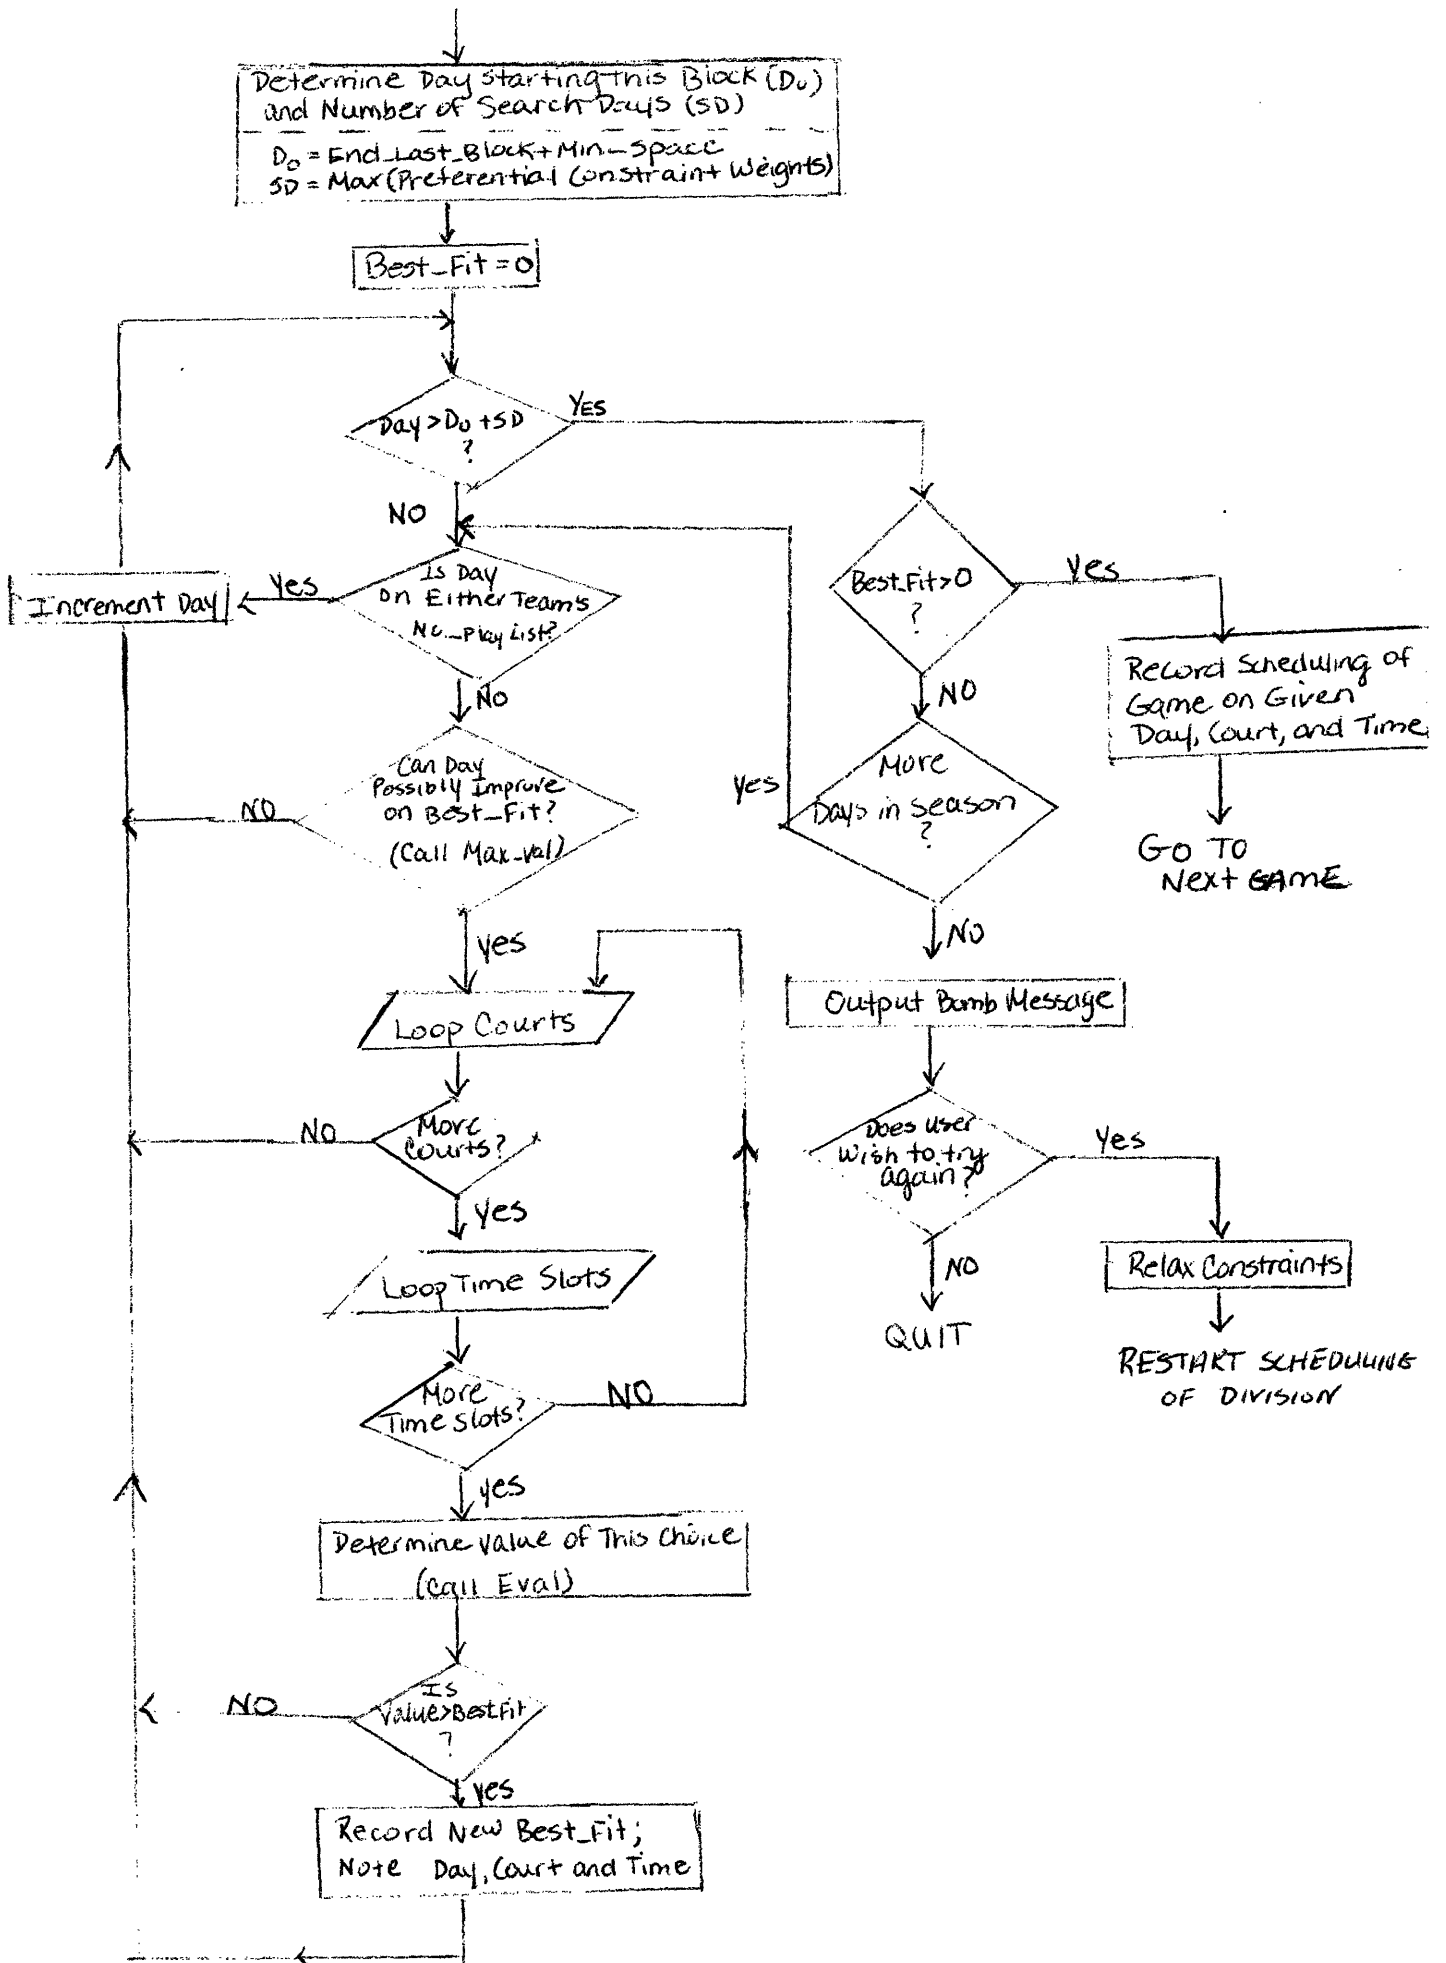 Determine Day starting this Block (D₀)
and Number of Search Days (SD)
D₀ = End_Last_Block + Min_Space
SD = Max (Preferential Constraint Weights)
Best_Fit = 0
Day > D₀ + SD
?
YES
NO
Is Day
on Either Team's
No_Play List?
Yes
Increment Day
NO
Can Day
Possibly Improve
on Best_Fit?
(Call Max_Val)
NO
Yes
Loop Courts
More
Courts?
NO
Yes
Loop Time Slots
More
Time Slots?
NO
Yes
Determine Value of This Choice
(Call Eval)
Is
Value > Best Fit
?
NO
Yes
Record New Best_Fit;
Note Day, Court and Time
Best_Fit > 0
?
Yes
Record Scheduling of
Game on Given
Day, Court, and Time
GO TO
Next GAME
NO
More
Days in Season
?
Yes
NO
Output Bomb Message
Does User
Wish to try
again?
Yes
Relax Constraints
RESTART SCHEDULING
OF DIVISION
NO
QUIT